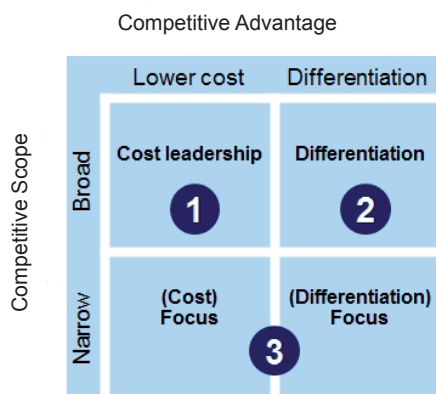 Competitive Advantage
Lower cost
Differentiation
Competitive Scope
Broad
Cost leadership
1
Differentiation
2
Narrow
(Cost)
Focus
(Differentiation)
Focus
3